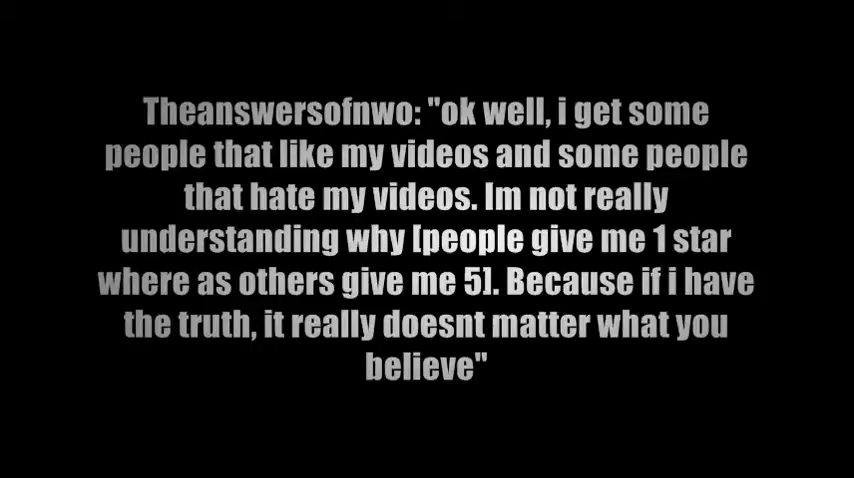 Theanswersofnwo: "ok well, i get some
people that like my videos and some people
that hate my videos. Im not really
understanding why [people give me 1 star
where as others give me 5]. Because if i have
the truth, it really doesnt matter what you
believe"